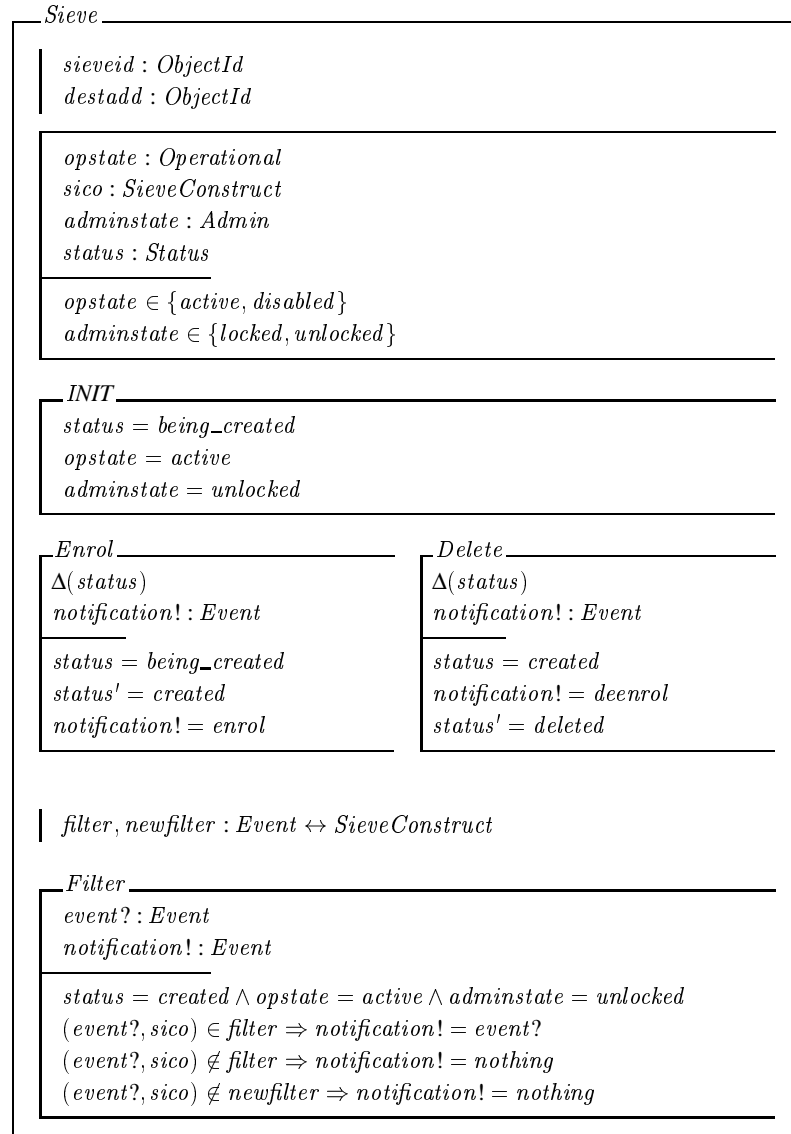 Sieve
sieveid : ObjectId
destadd : ObjectId
opstate : Operational
sico : SieveConstruct
adminstate : Admin
status : Status
opstate ∈ {active, disabled}
adminstate ∈ {locked, unlocked}
INIT
status = being_created
opstate = active
adminstate = unlocked
Enrol
Δ(status)
notification! : Event
status = being_created
status′ = created
notification! = enrol
Delete
Δ(status)
notification! : Event
status = created
notification! = deenrol
status′ = deleted
filter, newfilter : Event ↔ SieveConstruct
Filter
event? : Event
notification! : Event
status = created ∧ opstate = active ∧ adminstate = unlocked
(event?, sico) ∈ filter ⇒ notification! = event?
(event?, sico) ∉ filter ⇒ notification! = nothing
(event?, sico) ∉ newfilter ⇒ notification! = nothing